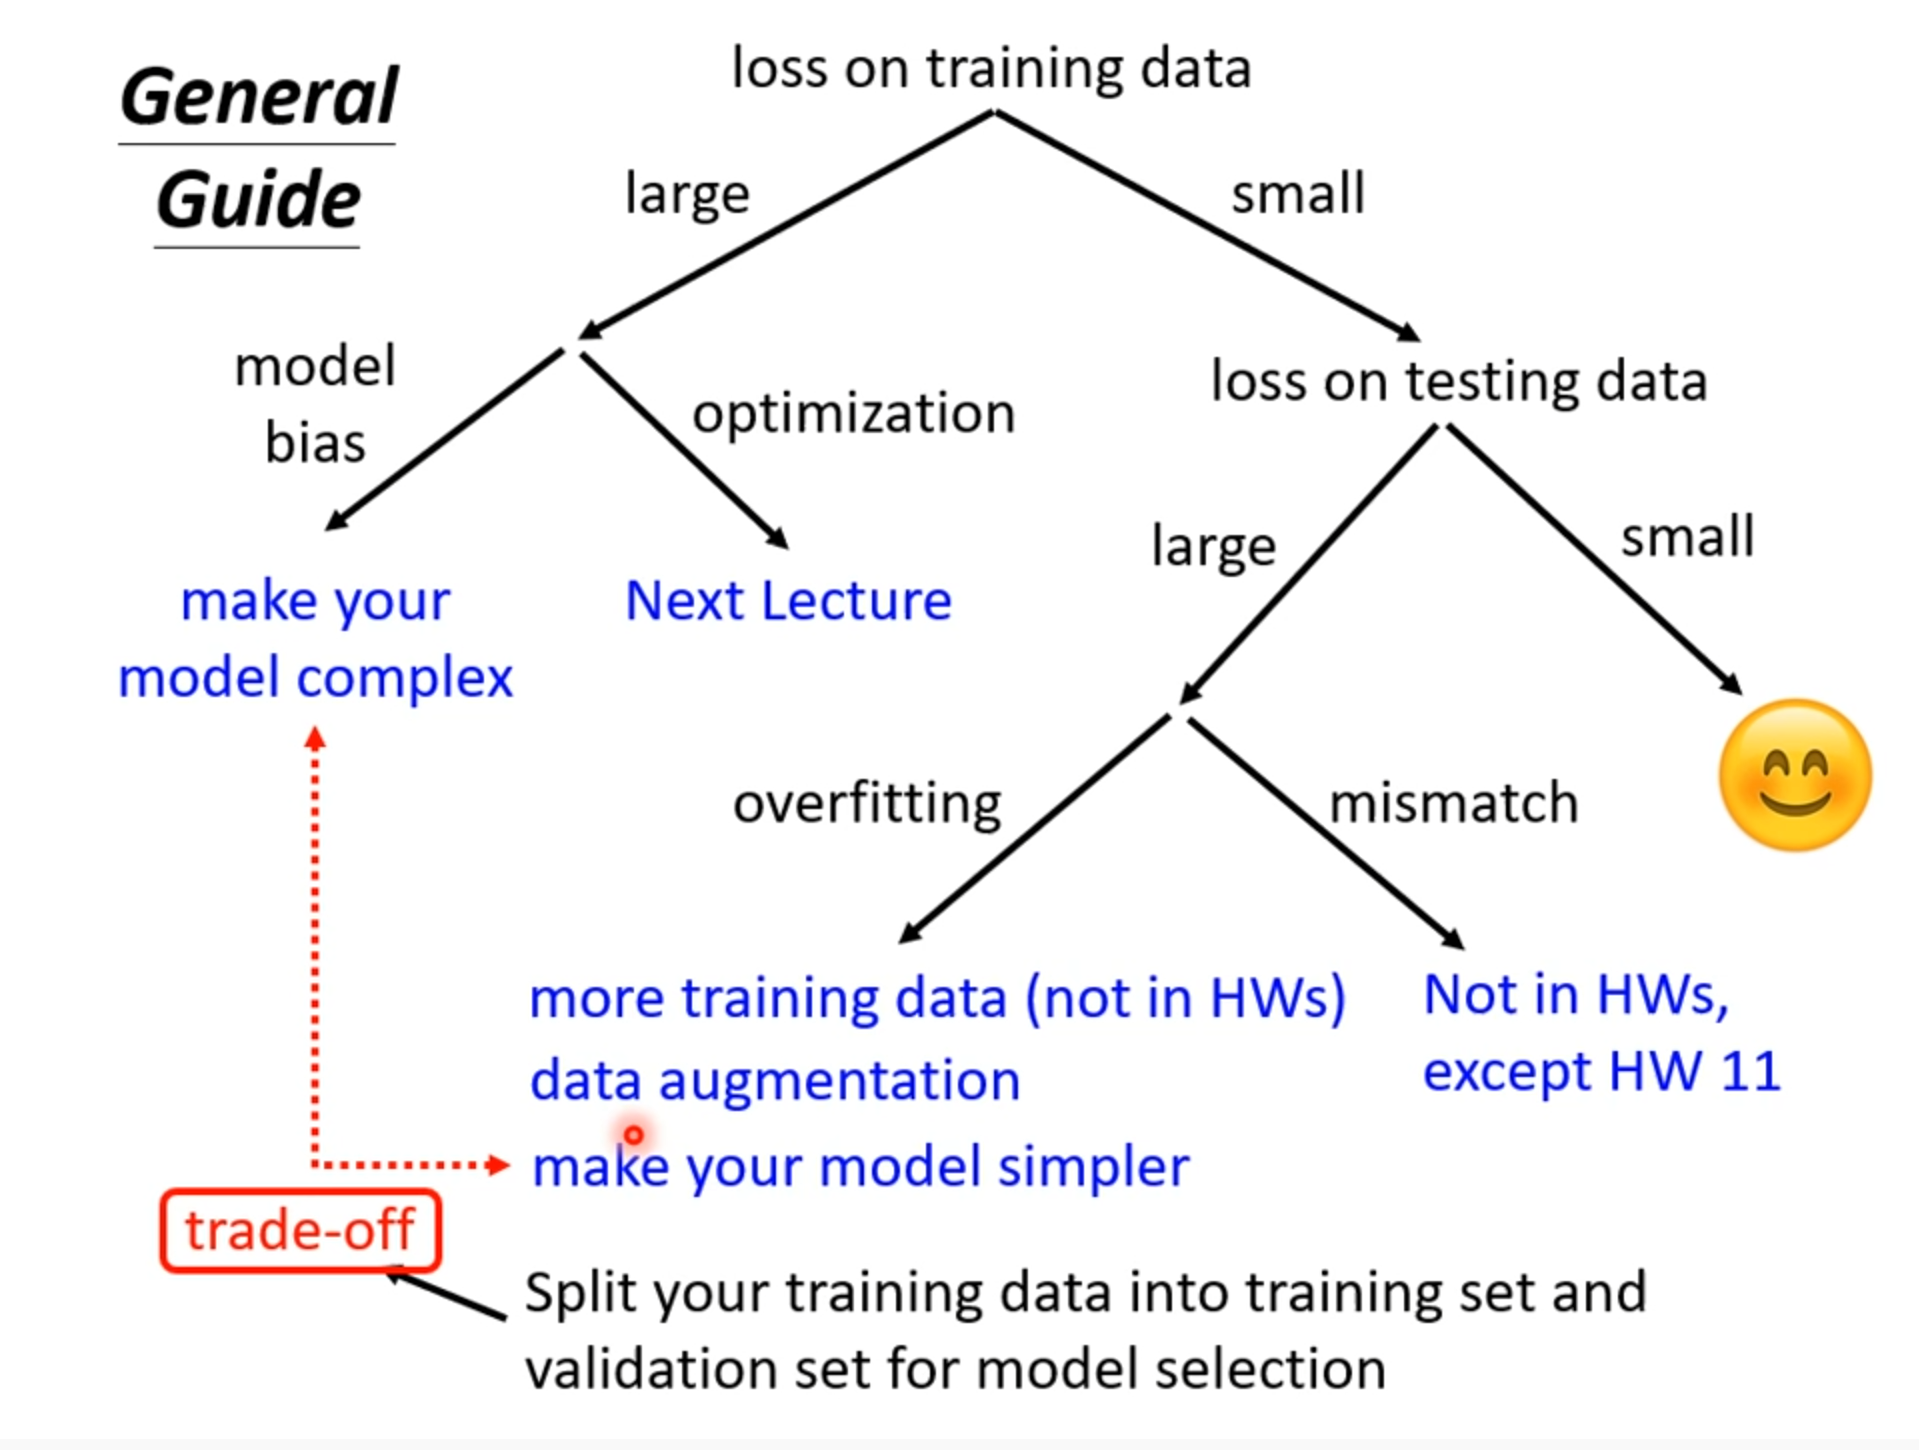 General
Guide
loss on training data
large
small
model
bias
optimization
loss on testing data
make your
model complex
Next Lecture
large
small
overfitting
mismatch
more training data (not in HWs)
data augmentation
make your model simpler
Not in HWs,
except HW 11
trade-off
Split your training data into training set and
validation set for model selection